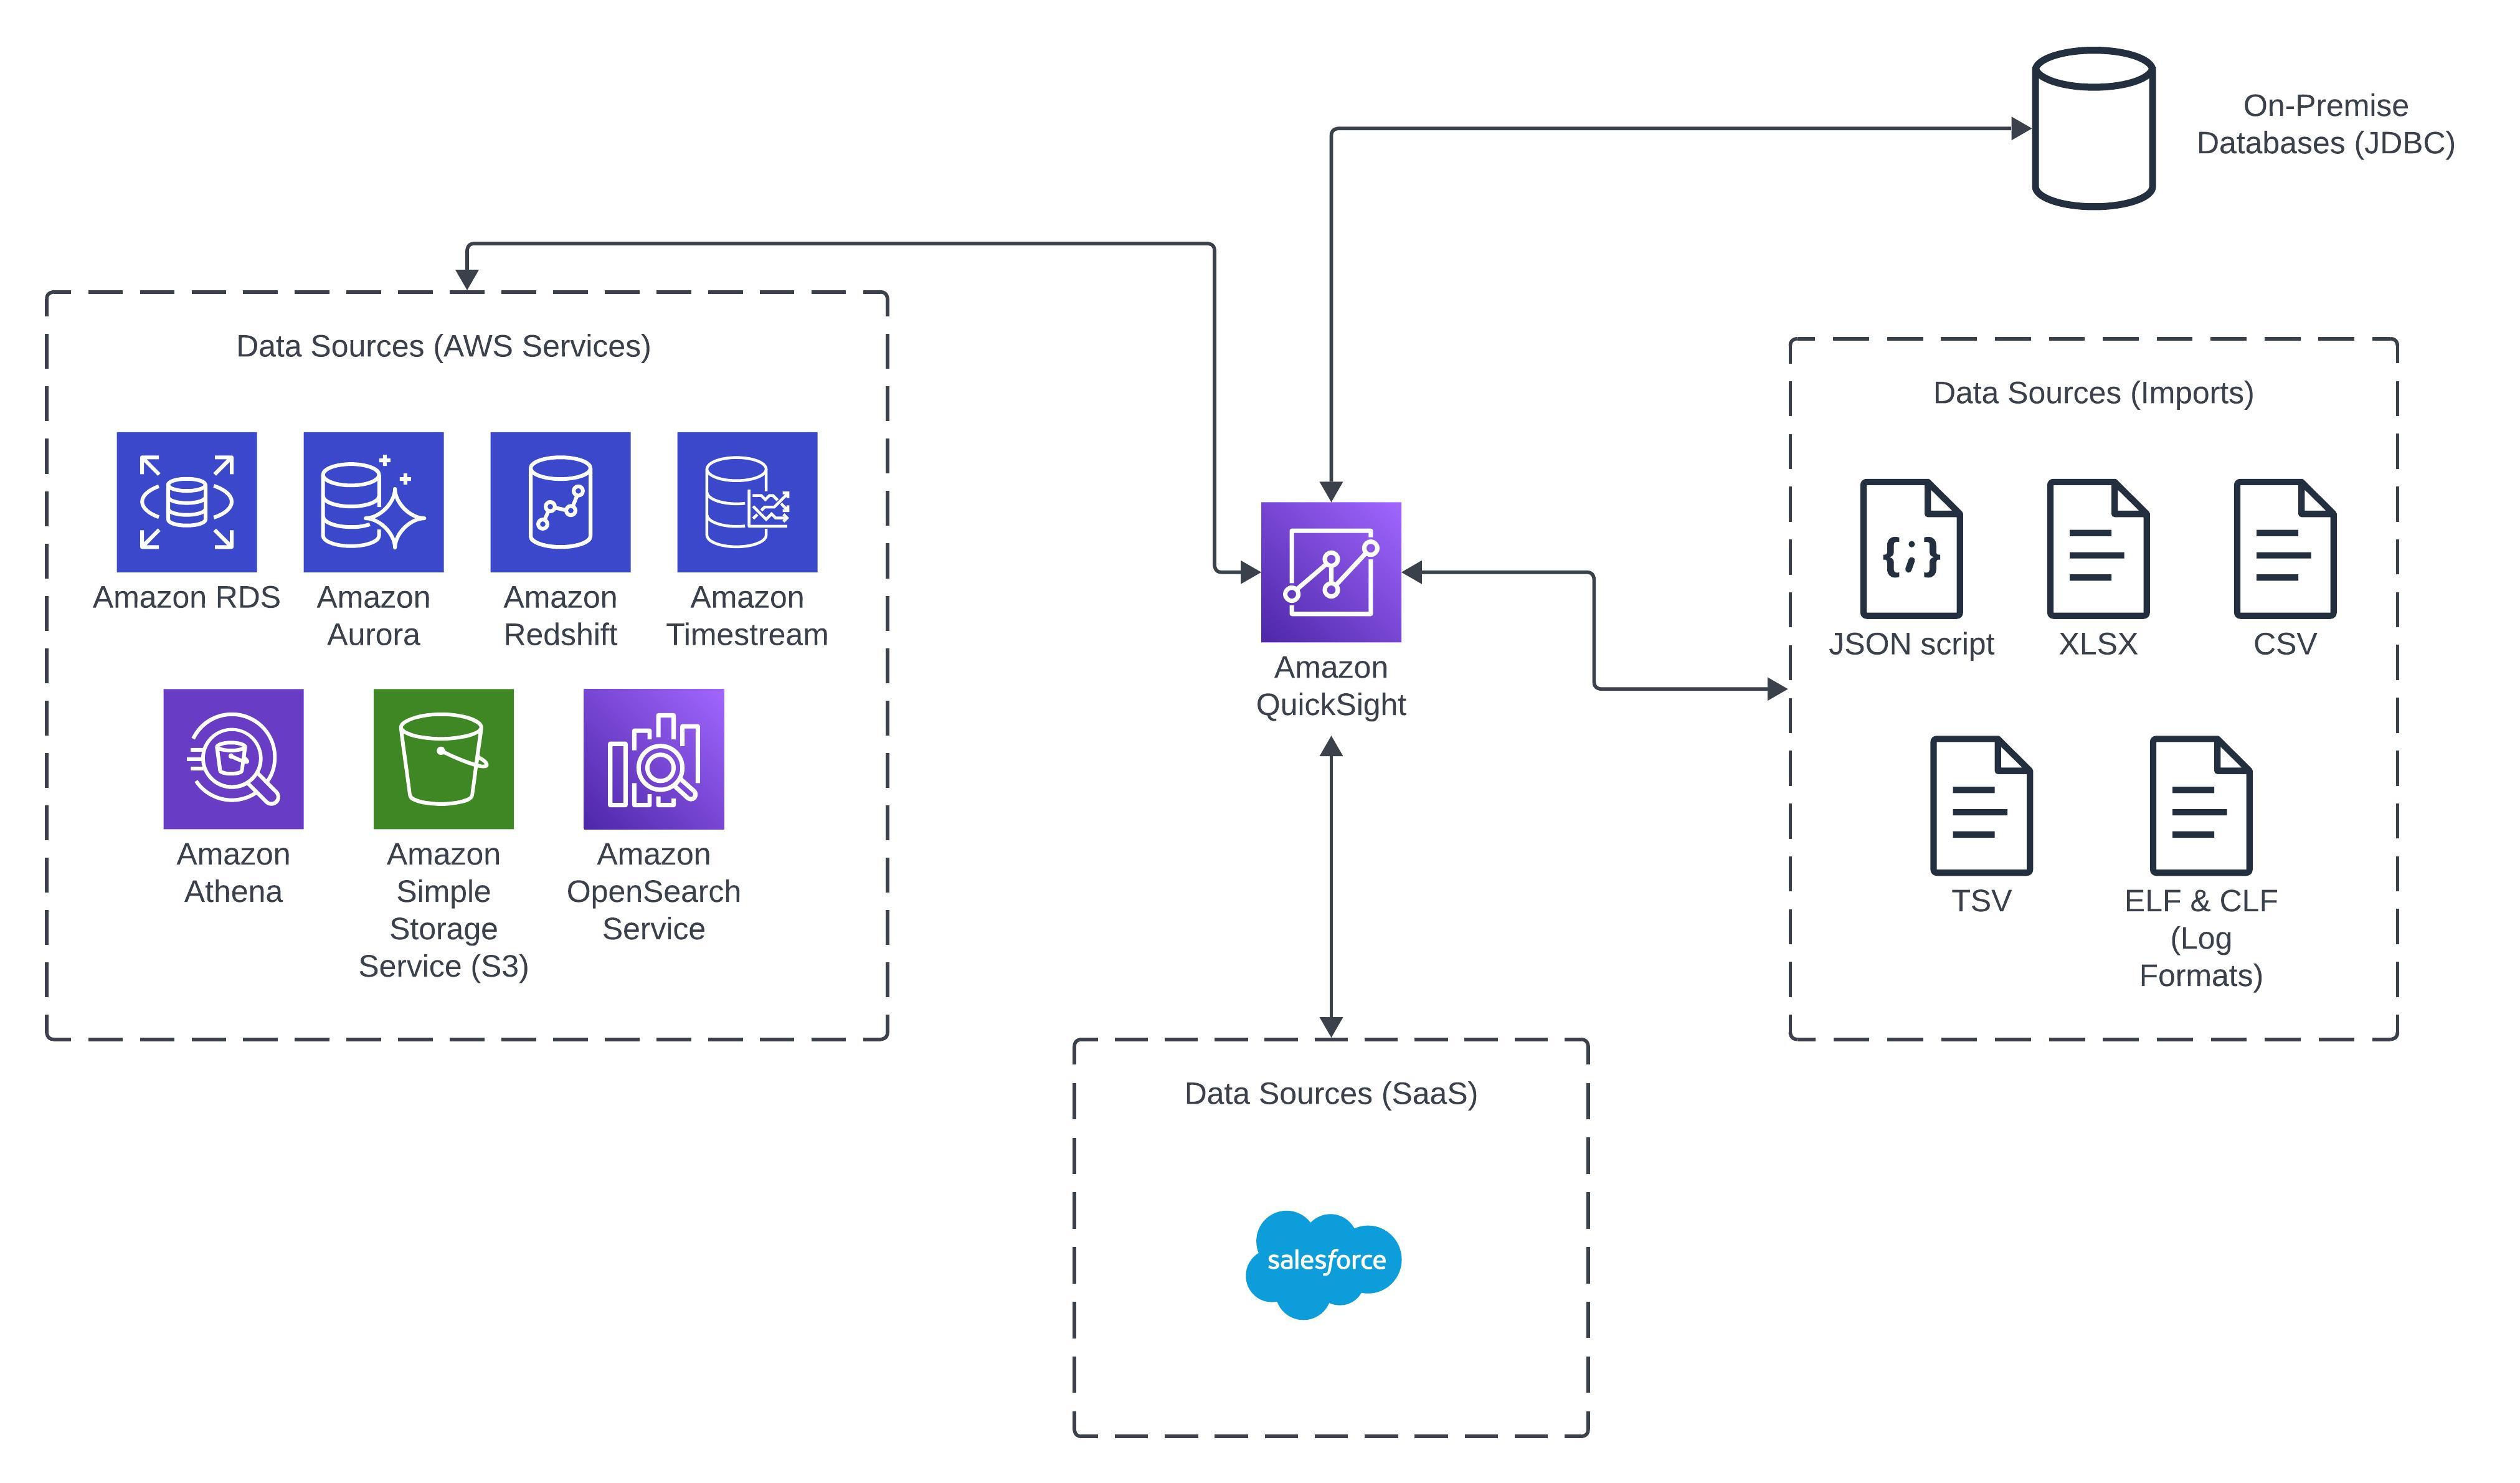 On-Premise
Databases (JDBC)
Data Sources (AWS Services)
Amazon RDS
Amazon
Aurora
Amazon
Redshift
Amazon
Timestream
Amazon
Athena
Amazon
Simple
Storage
Service (S3)
Amazon
OpenSearch
Service
Amazon
QuickSight
Data Sources (Imports)
{;}
JSON script
XLSX
CSV
TSV
ELF & CLF
(Log
Formats)
Data Sources (SaaS)
salesforce